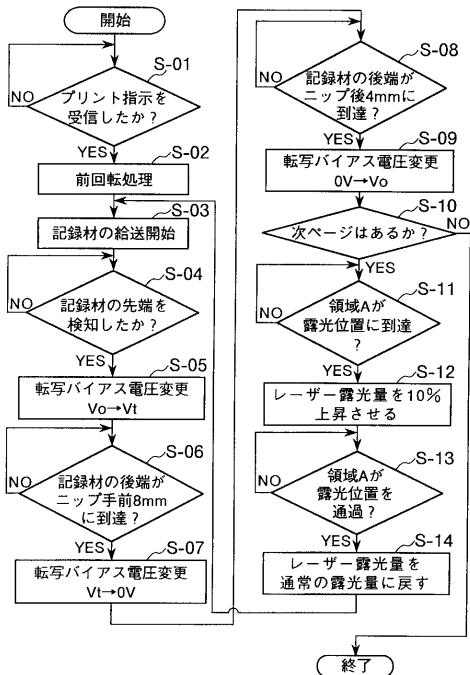 開始
S-01
プリント指示を
受信したか？
NO
YES
S-02
前回転処理
S-03
記録材の給送開始
S-04
記録材の先端を
検知したか？
NO
YES
S-05
転写バイアス電圧変更
Vo→Vt
S-06
記録材の後端が
ニップ手前8mm
に到達？
NO
YES
S-07
転写バイアス電圧変更
Vt→0V
S-08
記録材の後端が
ニップ後4mmに
到達？
NO
YES
S-09
転写バイアス電圧変更
0V→Vo
S-10
次ページはあるか？
NO
YES
S-11
領域Aが
露光位置に到達
？
NO
YES
S-12
レーザー露光量を10%
上昇させる
S-13
領域Aが
露光位置を
通過？
NO
YES
S-14
レーザー露光量を
通常の露光量に戻す
終了